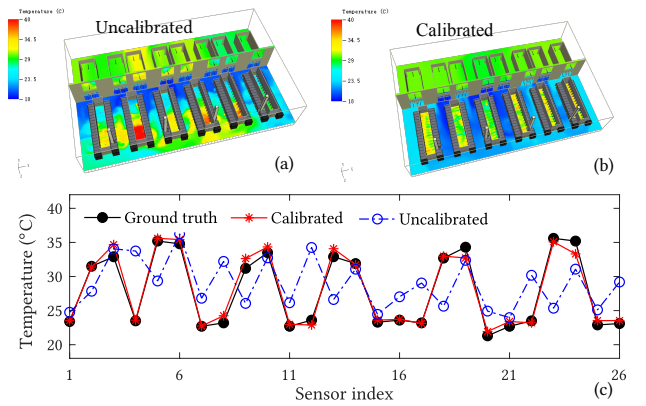 Temperature (C)
40
34.5
29
23.5
18
Uncalibrated
(a)
Temperature (C)
40
34.5
29
23.5
18
Calibrated
(b)
Ground truth Calibrated Uncalibrated
Temperature (°C)
40
35
30
25
20
1 6 11 16 21 26
Sensor index
(c)